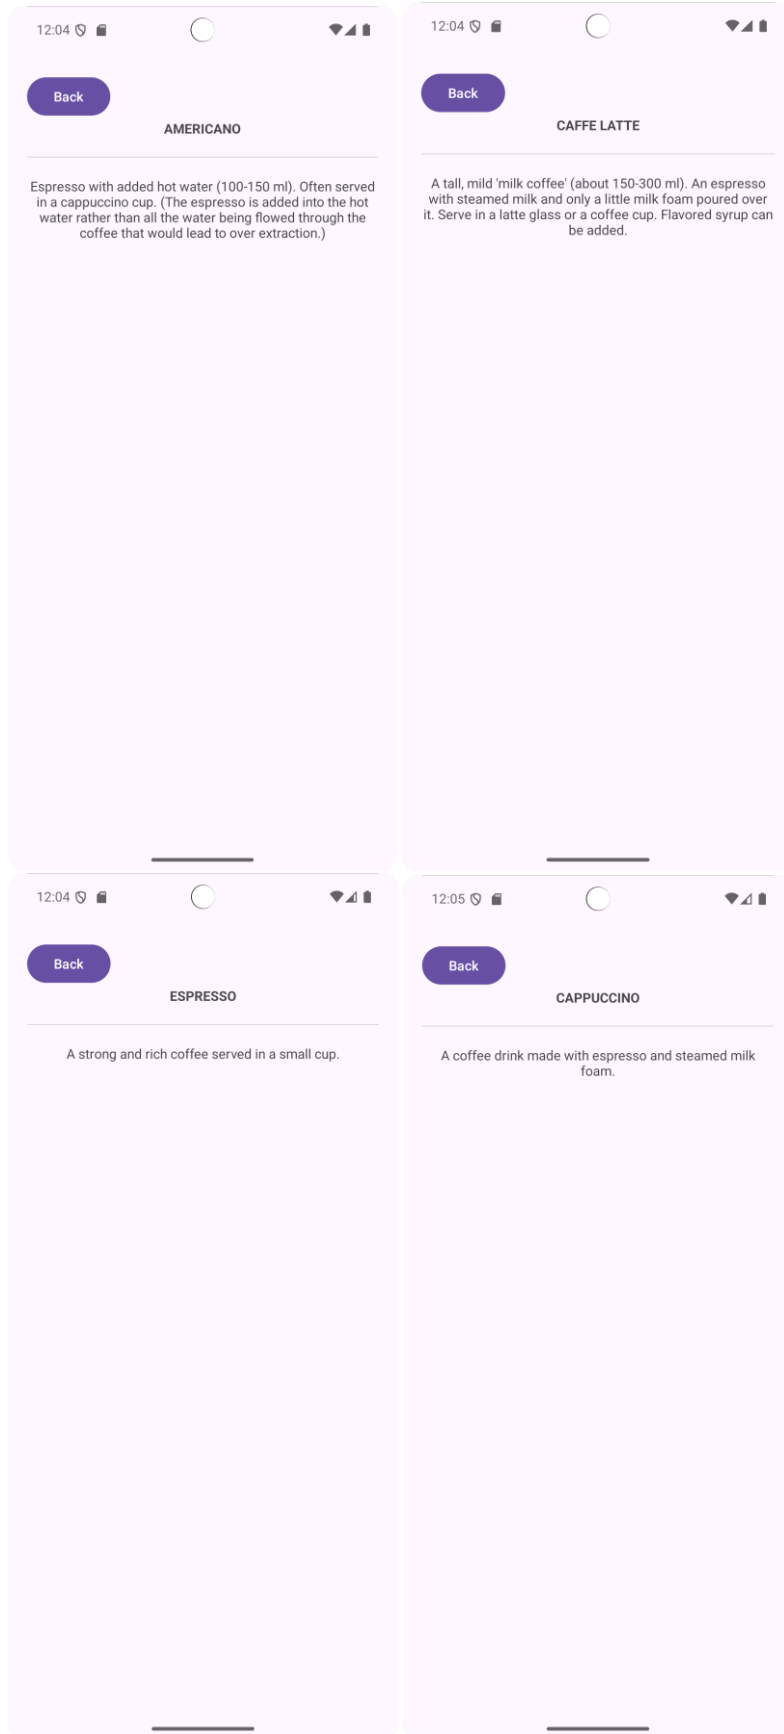 12:04
Back
AMERICANO
Espresso with added hot water (100-150 ml). Often served
in a cappuccino cup. (The espresso is added into the hot
water rather than all the water being flowed through the
coffee that would lead to over extraction.)
12:04
Back
CAFFE LATTE
A tall, mild 'milk coffee' (about 150-300 ml). An espresso
with steamed milk and only a little milk foam poured over
it. Serve in a latte glass or a coffee cup. Flavored syrup can
be added.
12:04
Back
ESPRESSO
A strong and rich coffee served in a small cup.
12:05
Back
CAPPUCCINO
A coffee drink made with espresso and steamed milk
foam.